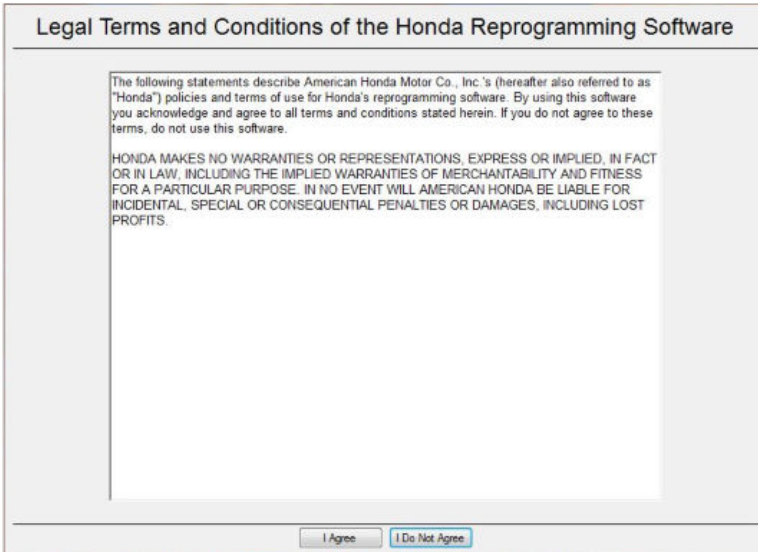 Legal Terms and Conditions of the Honda Reprogramming Software
The following statements describe American Honda Motor Co., Inc.'s (hereafter also referred to as
"Honda") policies and terms of use for Honda's reprogramming software. By using this software
you acknowledge and agree to all terms and conditions stated herein. If you do not agree to these
terms, do not use this software.
HONDA MAKES NO WARRANTIES OR REPRESENTATIONS, EXPRESS OR IMPLIED, IN FACT
OR IN LAW, INCLUDING THE IMPLIED WARRANTIES OF MERCHANTABILITY AND FITNESS
FOR A PARTICULAR PURPOSE. IN NO EVENT WILL AMERICAN HONDA BE LIABLE FOR
INCIDENTAL, SPECIAL OR CONSEQUENTIAL PENALTIES OR DAMAGES, INCLUDING LOST
PROFITS.
I Agree
I Do Not Agree